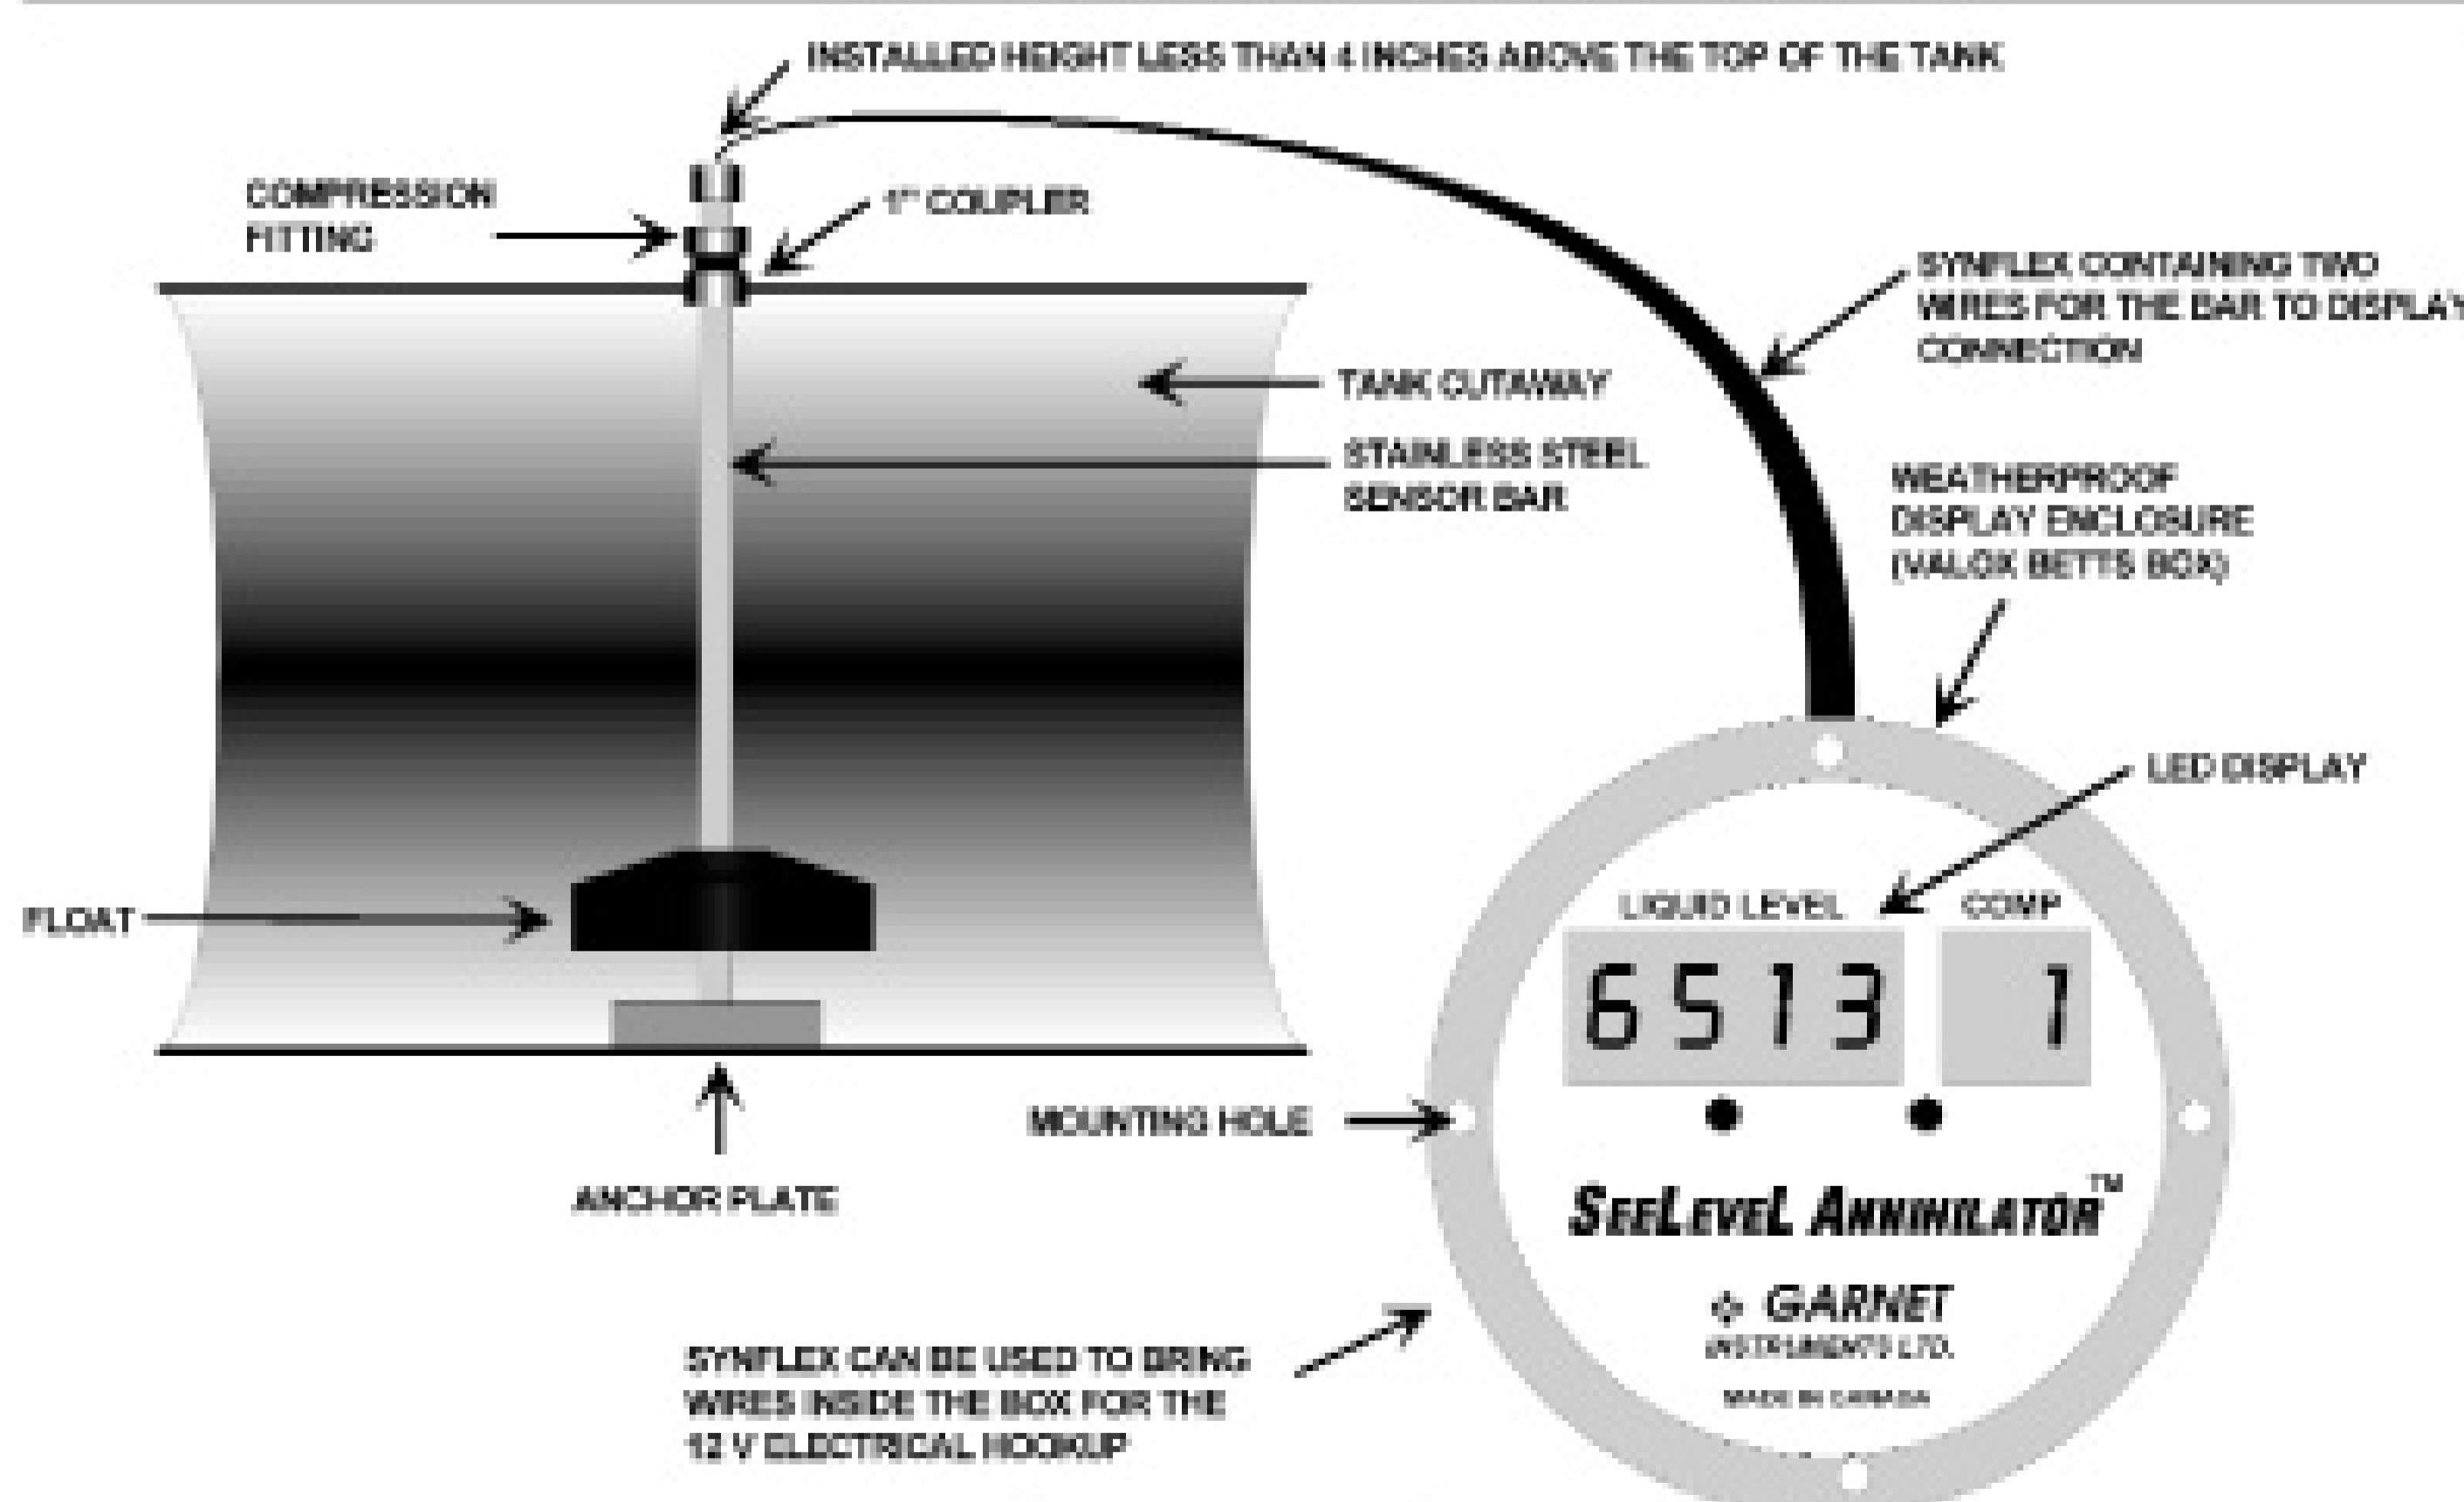 INSTALLED HEIGHT LESS THAN 4 INCHES ABOVE THE TOP OF THE TANK
COMPRESSION
FITTING
1" COUPLER
SYNFLEX CONTAINING TWO
WIRES FOR THE BAR TO DISPLAY
CONNECTION
TANK CUTAWAY
STAINLESS STEEL
SENSOR BAR
WEATHERPROOF
DISPLAY ENCLOSURE
(VALOX BETTS BOX)
LED DISPLAY
FLOAT
LIQUID LEVEL COMP
6513 1
MOUNTING HOLE
ANCHOR PLATE
SEELEVEL ANNIHILATOR™
GARNET
INSTRUMENTS LTD.
MADE IN CANADA
SYNFLEX CAN BE USED TO BRING
WIRES INSIDE THE BOX FOR THE
12 V ELECTRICAL HOOKUP